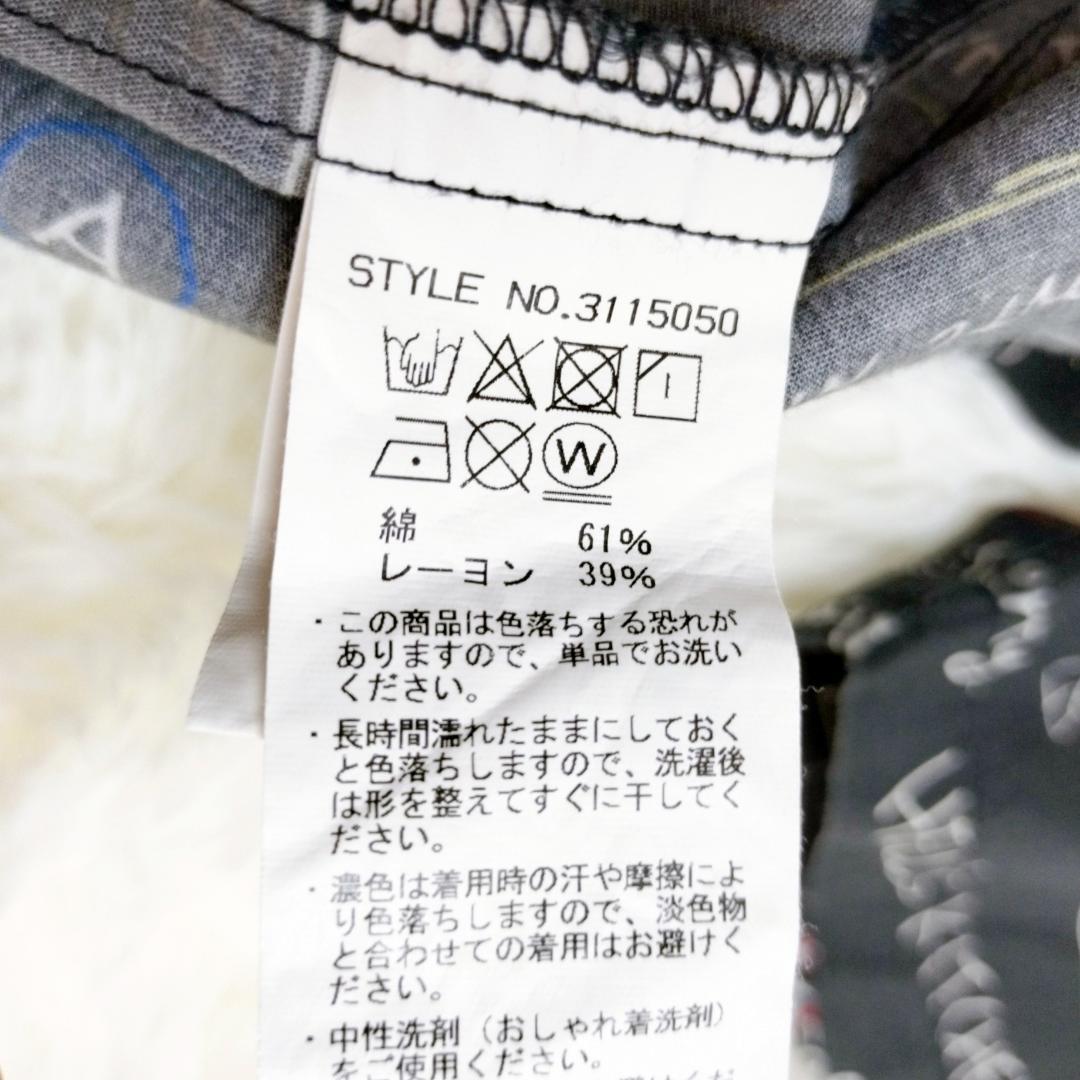 STYLE NO.3115050
W
綿 61%
レーヨン 39%
・この商品は色落ちする恐れが
ありますので、単品でお洗い
ください。
・長時間濡れたままにしておく
と色落ちしますので、洗濯後
は形を整えてすぐに干してく
ださい。
・濃色は着用時の汗や摩擦によ
り色落ちしますので、淡色物
と合わせての着用はお避けく
ださい。
・中性洗剤（おしゃれ着洗剤）
をご使用ください。